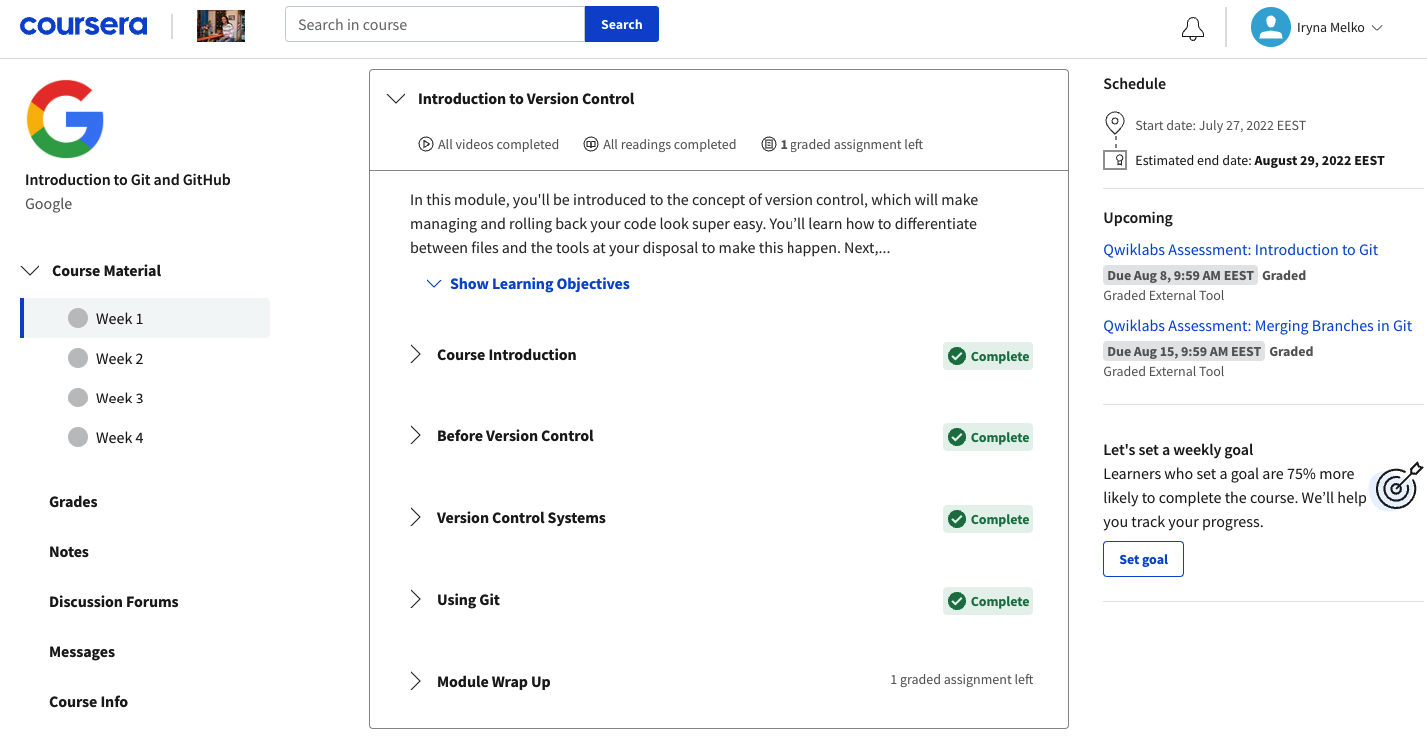 coursera
Search in course
Search
Iryna Melko
Introduction to Git and GitHub
Google
Course Material
Week 1
Week 2
Week 3
Week 4
Grades
Notes
Discussion Forums
Messages
Course Info
Introduction to Version Control
All videos completed All readings completed 1 graded assignment left
In this module, you'll be introduced to the concept of version control, which will make
managing and rolling back your code look super easy. You’ll learn how to differentiate
between files and the tools at your disposal to make this happen. Next,...
Show Learning Objectives
Course Introduction Complete
Before Version Control Complete
Version Control Systems Complete
Using Git Complete
Module Wrap Up 1 graded assignment left
Schedule
Start date: July 27, 2022 EEST
Estimated end date: August 29, 2022 EEST
Upcoming
Qwiklabs Assessment: Introduction to Git
Due Aug 8, 9:59 AM EEST Graded
Graded External Tool
Qwiklabs Assessment: Merging Branches in Git
Due Aug 15, 9:59 AM EEST Graded
Graded External Tool
Let's set a weekly goal
Learners who set a goal are 75% more
likely to complete the course. We’ll help
you track your progress.
Set goal